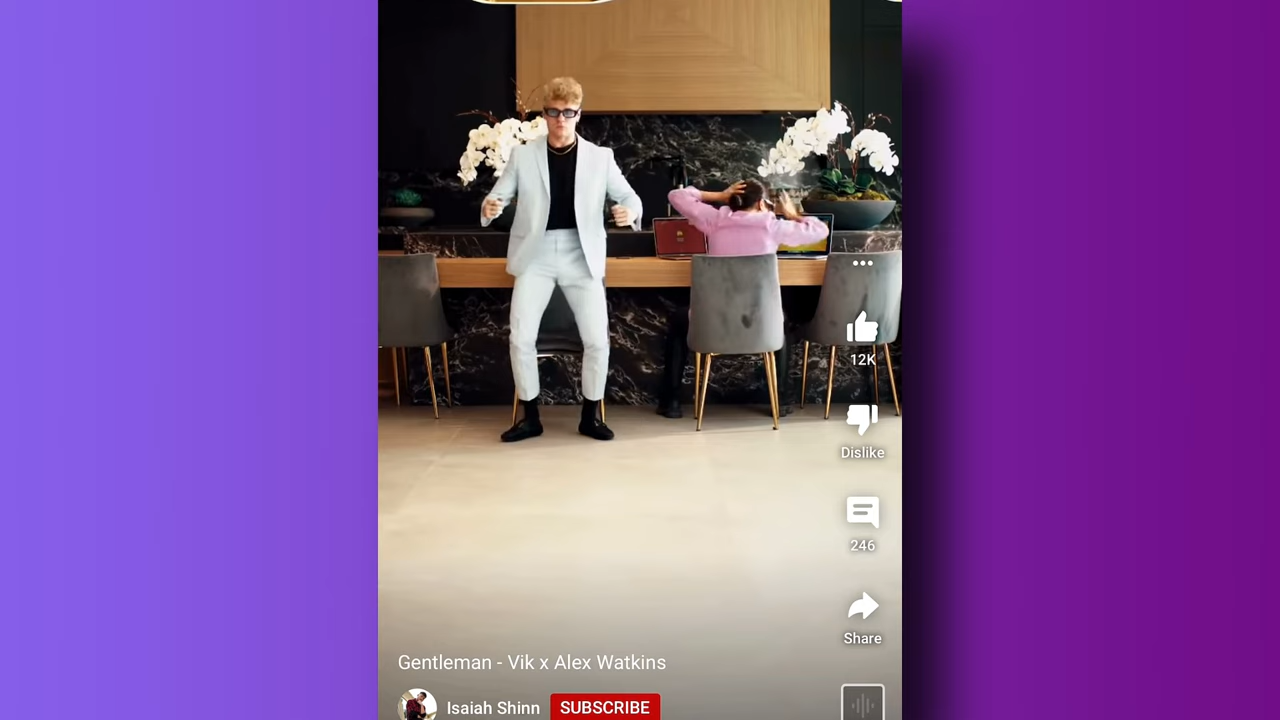 12K
Dislike
246
Share
Gentleman - Vik x Alex Watkins
Isaiah Shinn SUBSCRIBE